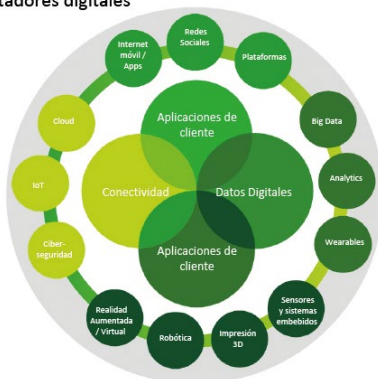 tadores digitales
Redes
Sociales
Internet
móvil /
Apps
Plataformas
Cloud
Big Data
Aplicaciones de
cliente
IoT
Conectividad
Datos Digitales
Analytics
Ciber-
seguridad
Wearables
Aplicaciones de
cliente
Realidad
Aumentada
/ Virtual
Sensores
y sistemas
embebidos
Robótica
Impresión
3D